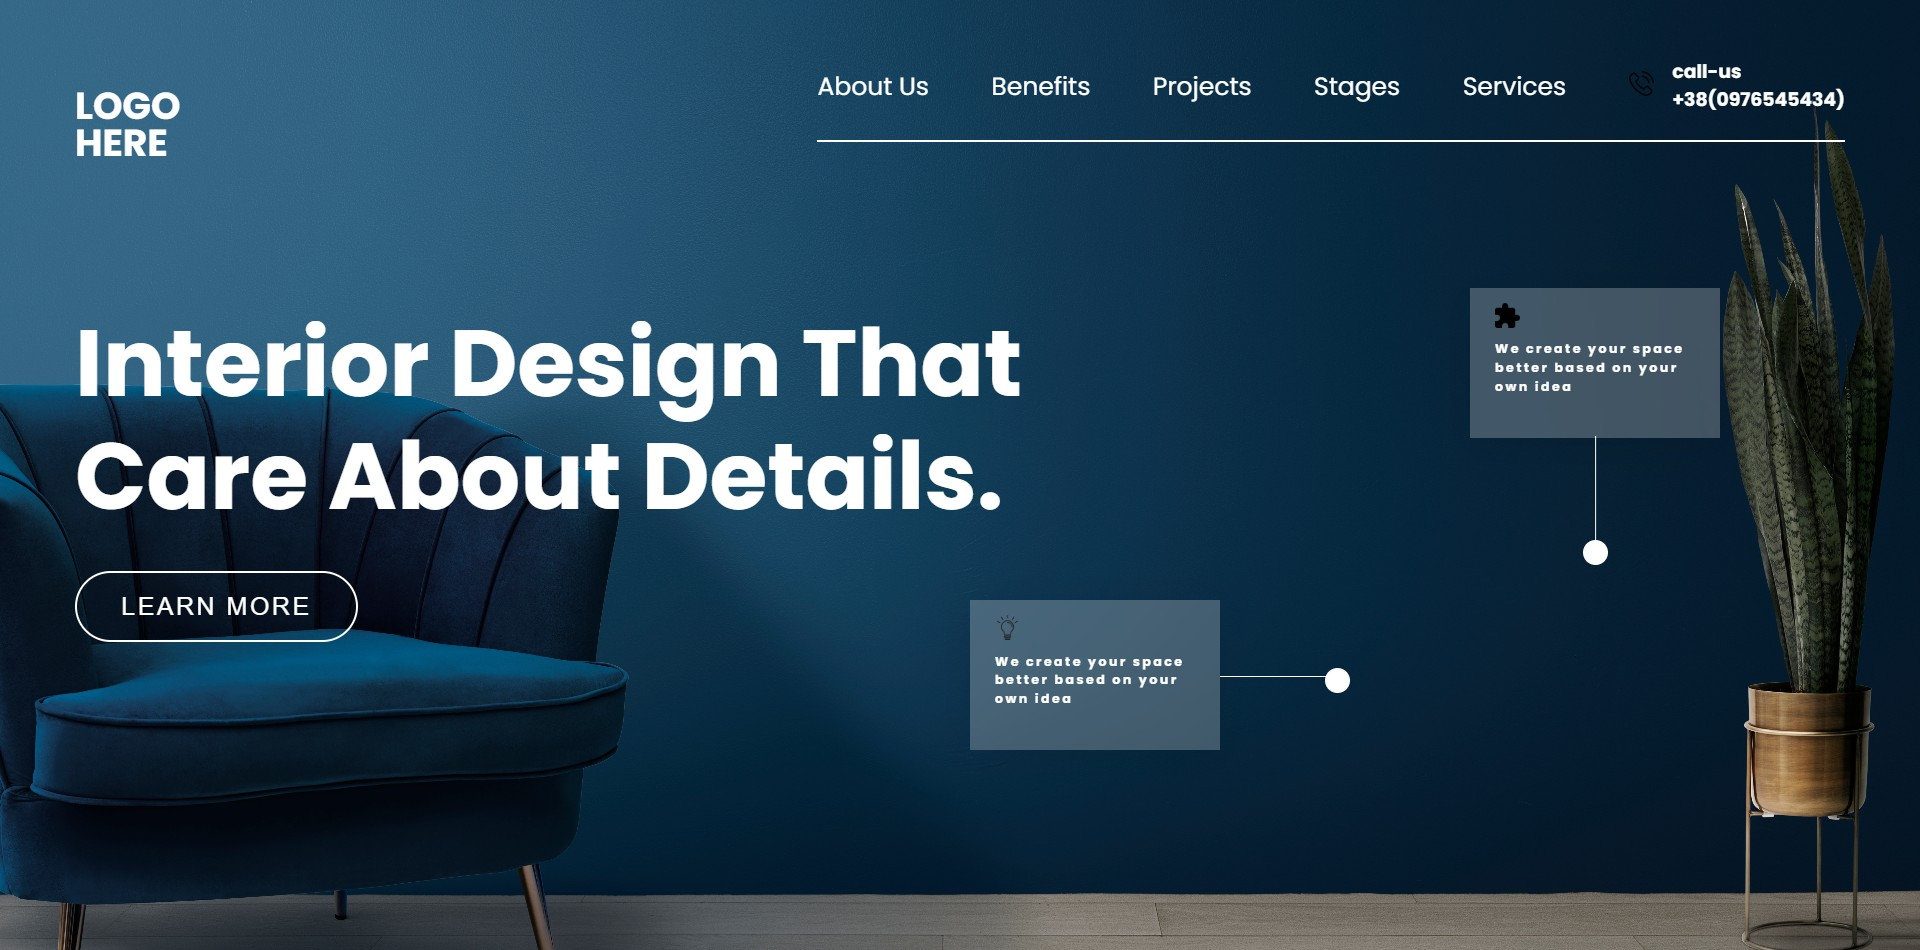 LOGO
HERE
About Us
Benefits
Projects
Stages
Services
call-us
+38(0976545434)
Interior Design That
Care About Details.
LEARN MORE
We create your space
better based on your
own idea
We create your space
better based on your
own idea